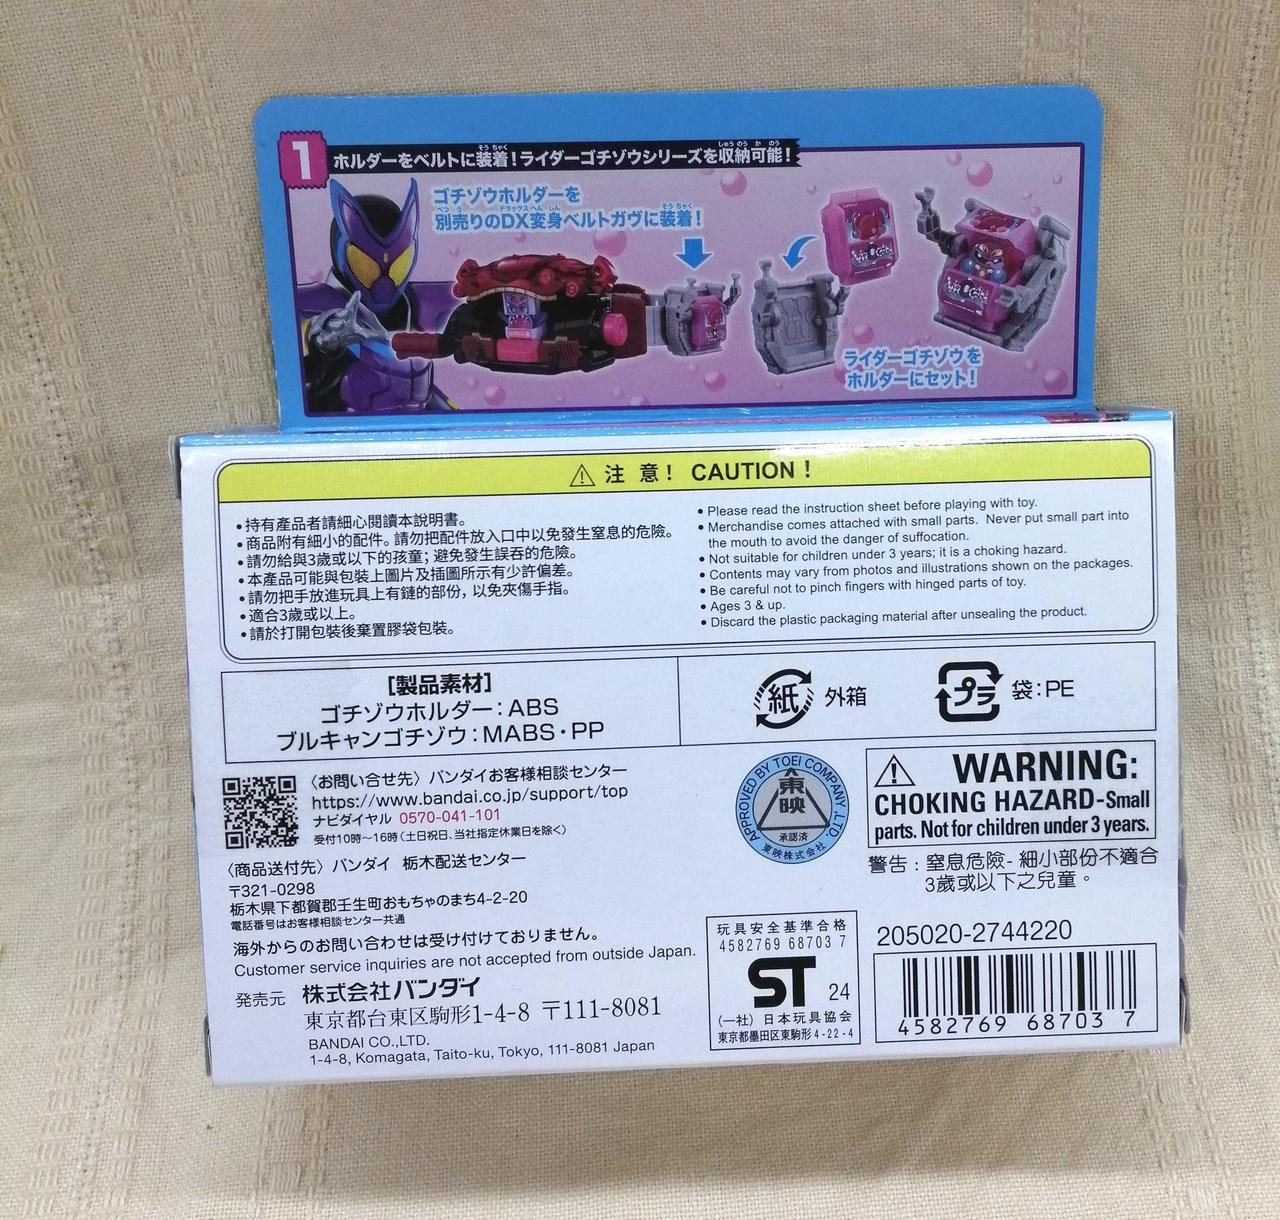 1
ホルダーをベルトに装着!ライダーゴチゾウシリーズを収納可能!
ゴチゾウホルダーを
別売りのDX変身ベルトガヴに装着!
ライダーゴチゾウを
ホルダーにセット!
⚠ 注 意! CAUTION !
•持有產品者請細心閱讀本說明書。
•商品附有細小的配件。請勿把配件放入口中以免發生窒息的危險。
•請勿給與3歲或以下的孩童;避免發生誤吞的危險。
•本產品可能與包裝上圖片及插圖所示有少許偏差。
•請勿把手放進玩具上有鏈的部份,以免夾傷手指。
•適合3歲或以上。
•請於打開包裝後棄置膠袋包裝。
• Please read the instruction sheet before playing with toy.
• Merchandise comes attached with small parts. Never put small part into
the mouth to avoid the danger of suffocation.
• Not suitable for children under 3 years; it is a choking hazard.
• Contents may vary from photos and illustrations shown on the packages.
• Be careful not to pinch fingers with hinged parts of toy.
• Ages 3 & up.
• Discard the plastic packaging material after unsealing the product.
[製品素材]
ゴチゾウホルダー:ABS
ブルキャンゴチゾウ:MABS・PP
紙 外箱
プラ 袋:PE
〈お問い合せ先〉バンダイお客様相談センター
https://www.bandai.co.jp/support/top
ナビダイヤル 0570-041-101
受付10時〜16時(土日祝日、当社指定休業日を除く)
〈商品送付先〉バンダイ 栃木配送センター
〒321-0298
栃木県下都賀郡壬生町おもちゃのまち4-2-20
電話番号はお客様相談センター共通
海外からのお問い合わせは受け付けておりません。
Customer service inquiries are not accepted from outside Japan.
発売元 株式会社バンダイ
東京都台東区駒形1-4-8 〒111-8081
BANDAI CO.,LTD.
1-4-8, Komagata, Taito-ku, Tokyo, 111-8081 Japan
APPROVED BY TOEI COMPANY, LTD.
東映
承認済
東映株式会社
⚠ WARNING:
CHOKING HAZARD-Small
parts. Not for children under 3 years.
警告:窒息危險-細小部份不適合
3歲或以下之兒童。
玩具安全基準合格
4582769 68703 7
ST 24
(一社)日本玩具協会
東京都墨田区東駒形4-22-4
205020-2744220
4582769 68703 7